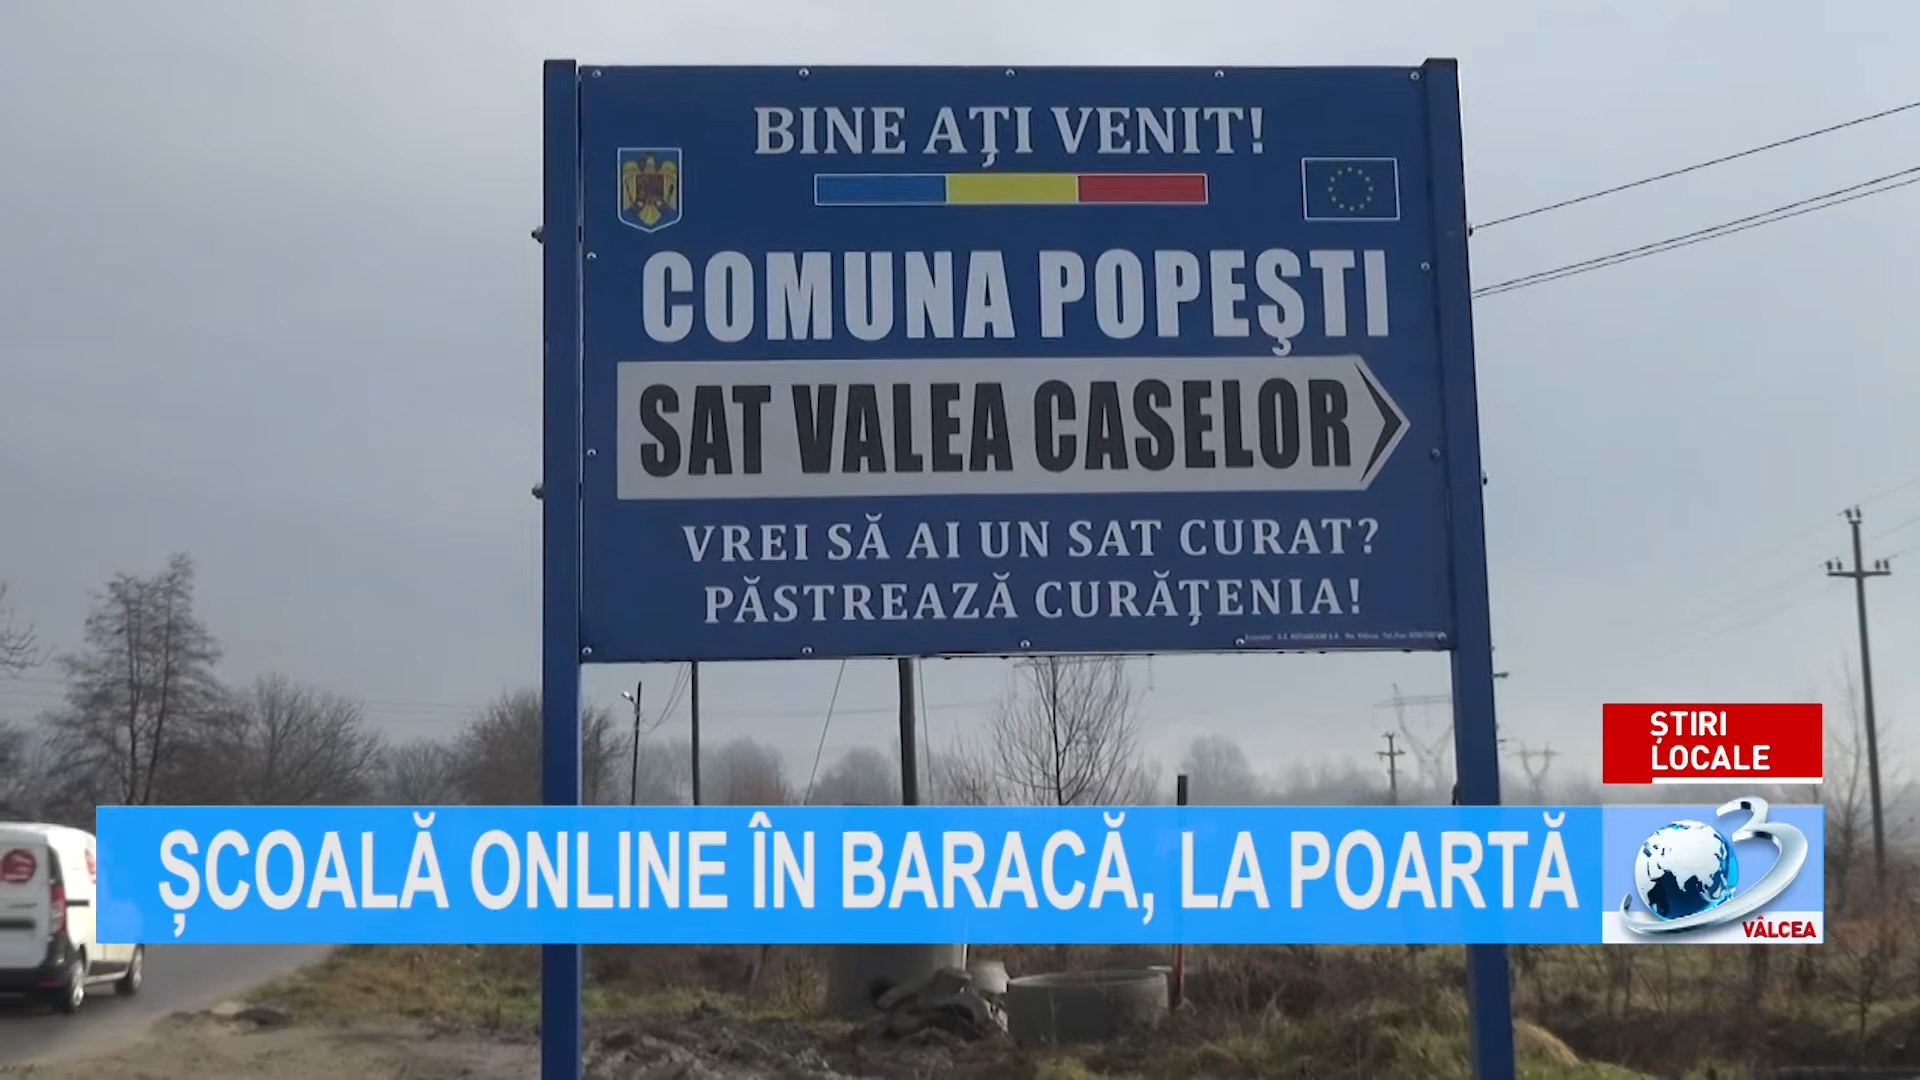 BINE AŢI VENIT!
COMUNA POPEŞTI
SAT VALEA CASELOR
VREI SĂ AI UN SAT CURAT?
PĂSTREAZĂ CURĂŢENIA!
ȘTIRI
LOCALE
ȘCOALĂ ONLINE ÎN BARACĂ, LA POARTĂ
3
VÂLCEA